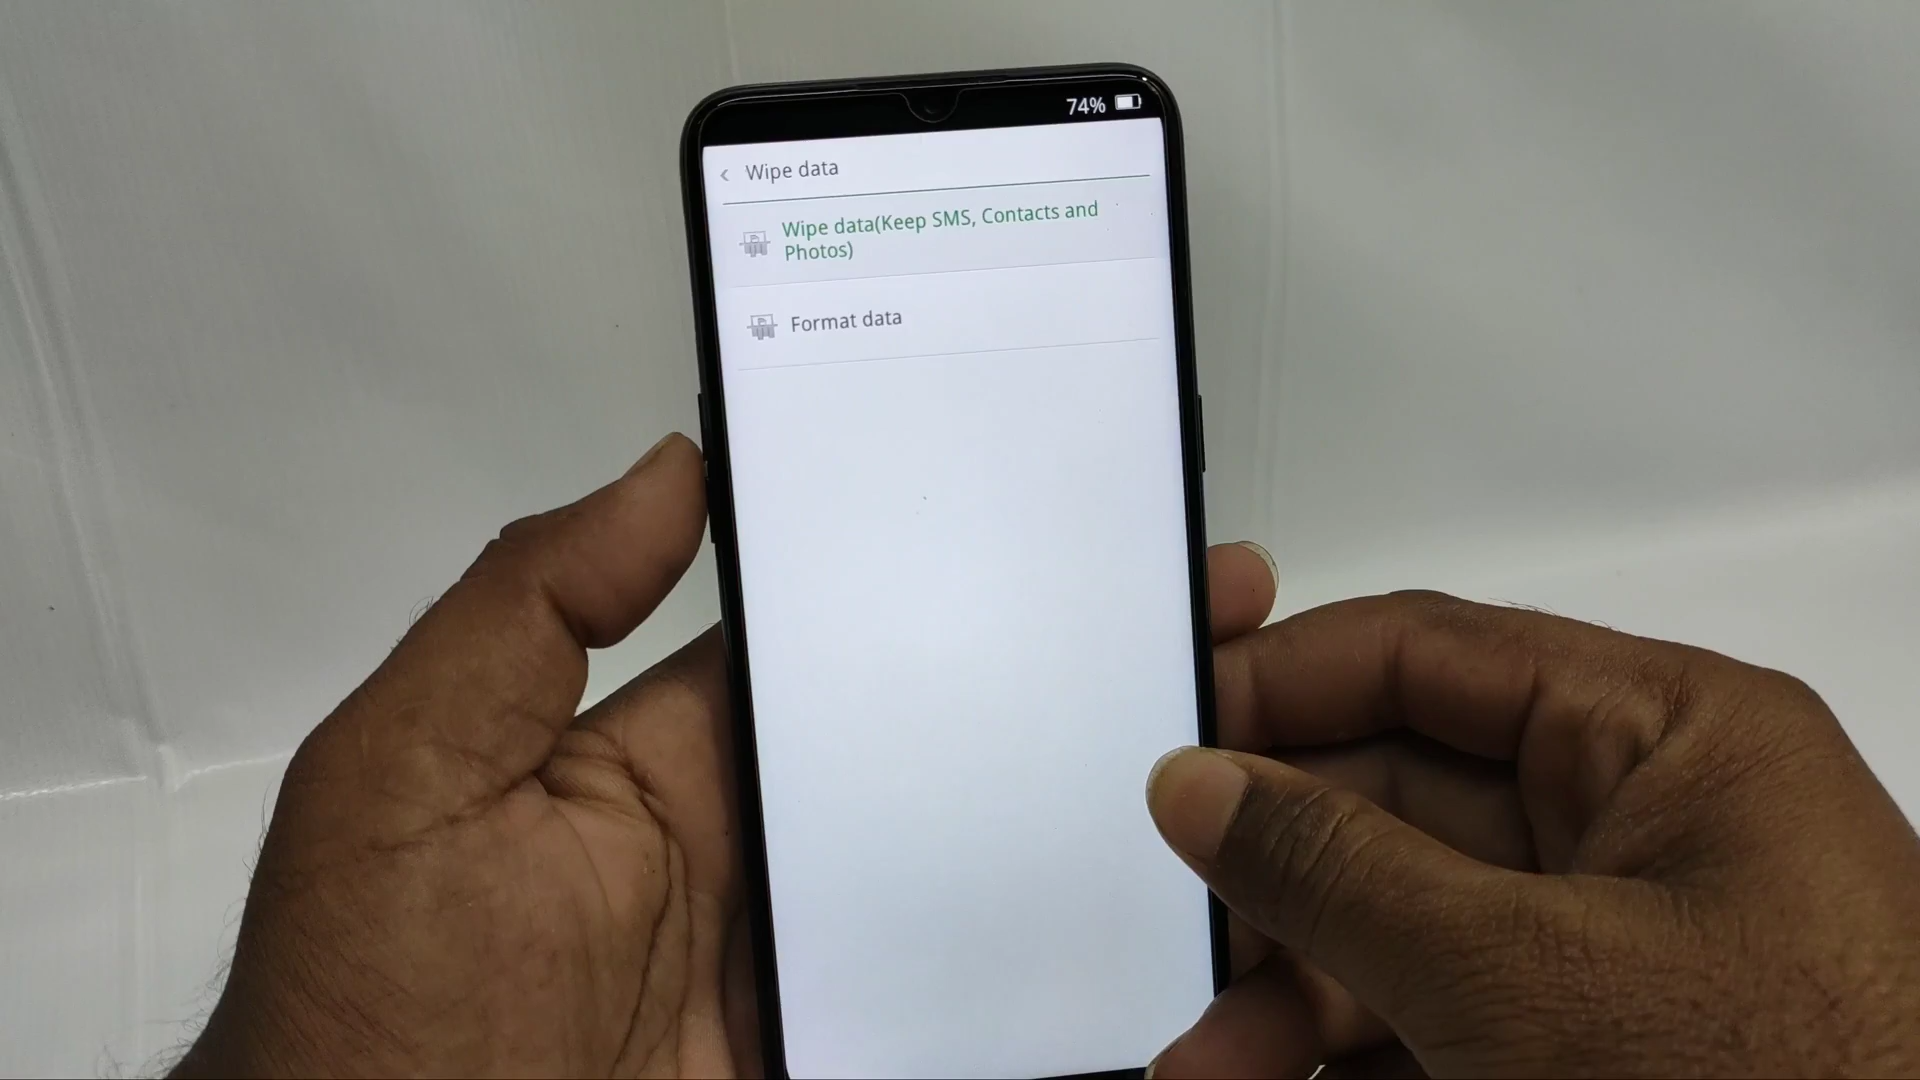 74%
Wipe data
Wipe data(Keep SMS, Contacts and
Photos)
Format data